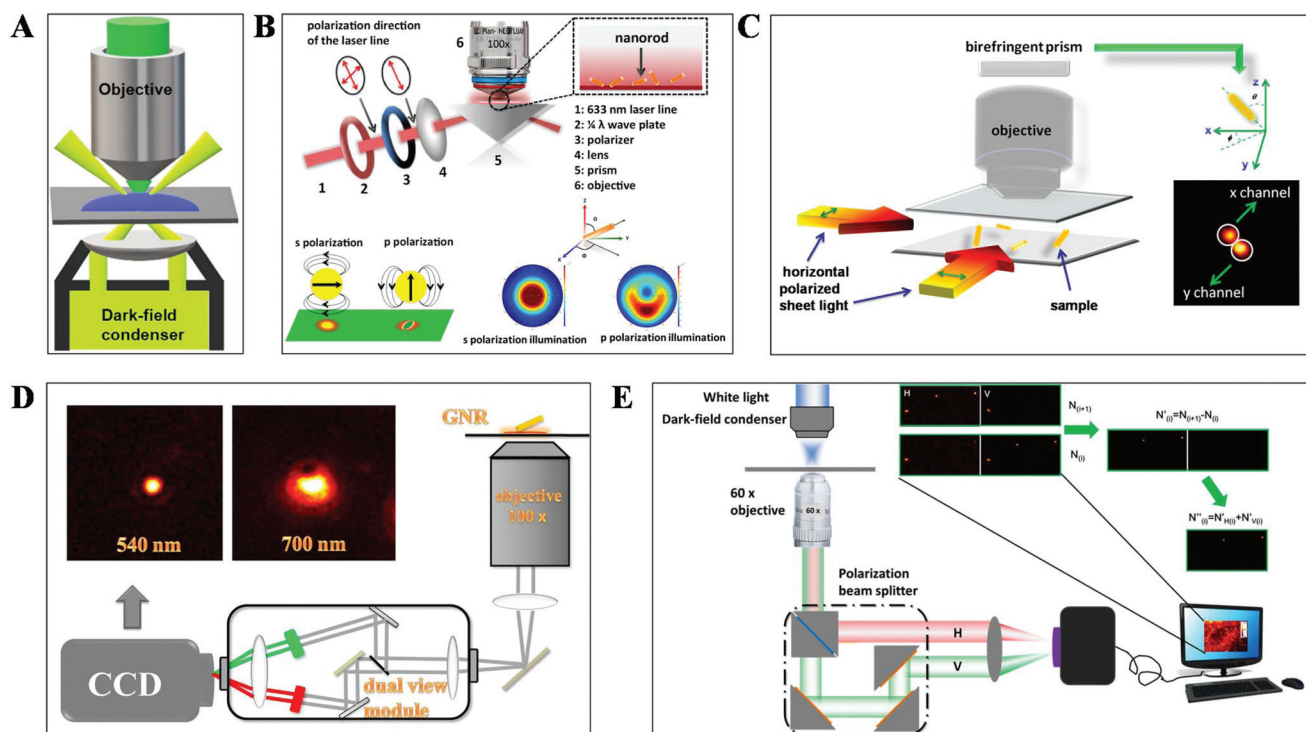 A
Objective
Dark-field
condenser
B
polarization direction
of the laser line
6
Plan- NEOFLUAR
100x
nanorod
1: 633 nm laser line
2: ¼ λ wave plate
3: polarizer
4: lens
5: prism
6: objective
1
2
3
4
5
Z
Θ
Y
X
Φ
s polarization
p polarization
s polarization illumination
p polarization illumination
C
birefringent prism
objective
z
θ
x
ϕ
y
x channel
y channel
horizontal
polarized
sheet light
sample
D
540 nm
700 nm
GNR
objective
100 x
CCD
dual view
module
E
White light
Dark-field condenser
60 x
objective
60 x
Polarization
beam splitter
H
V
H
V
N(i+1)
N(i)
N'(i)=N(i+1)-N(i)
N''(i)=N'H(i)+N'V(i)